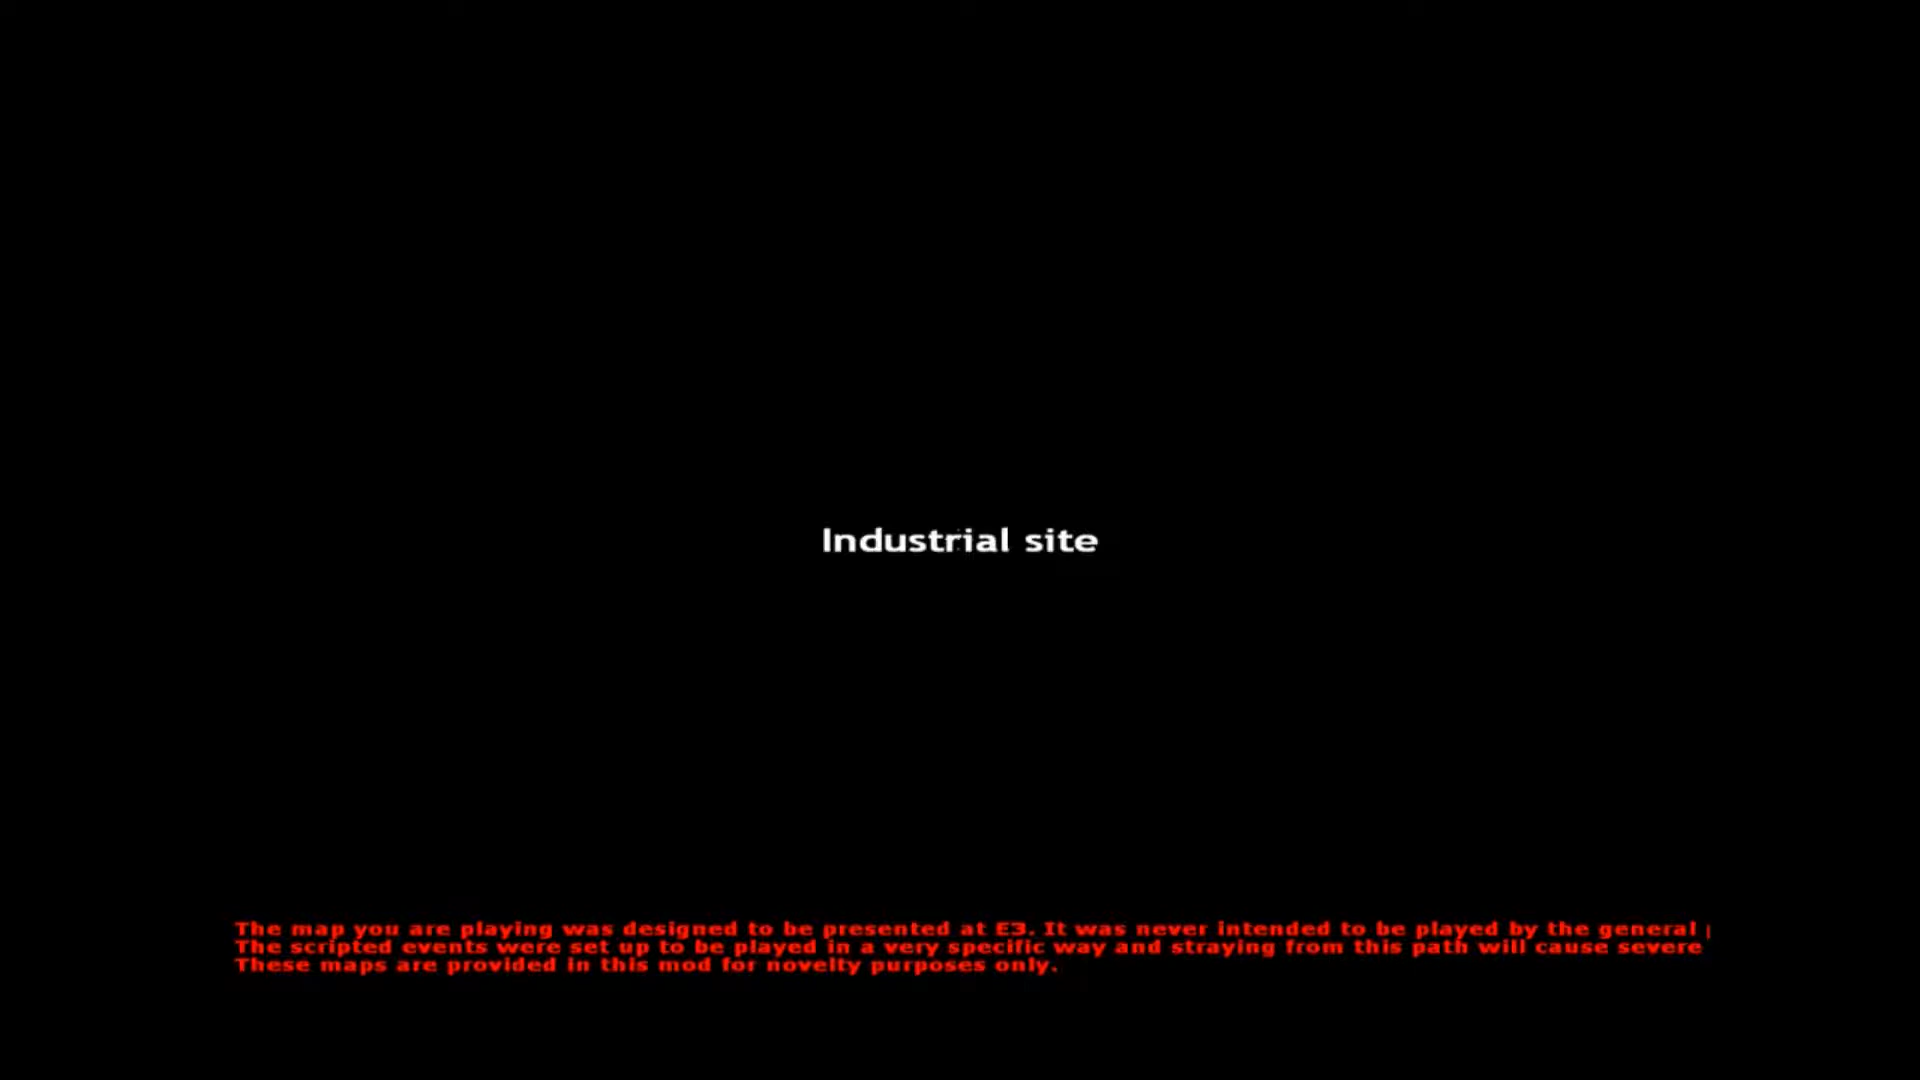 Industrial site
The map you are playing was designed to be presented at E3. It was never intended to be played by the general
The scripted events were set up to be played in a very specific way and straying from this path will cause severe
These maps are provided in this mod for novelty purposes only.